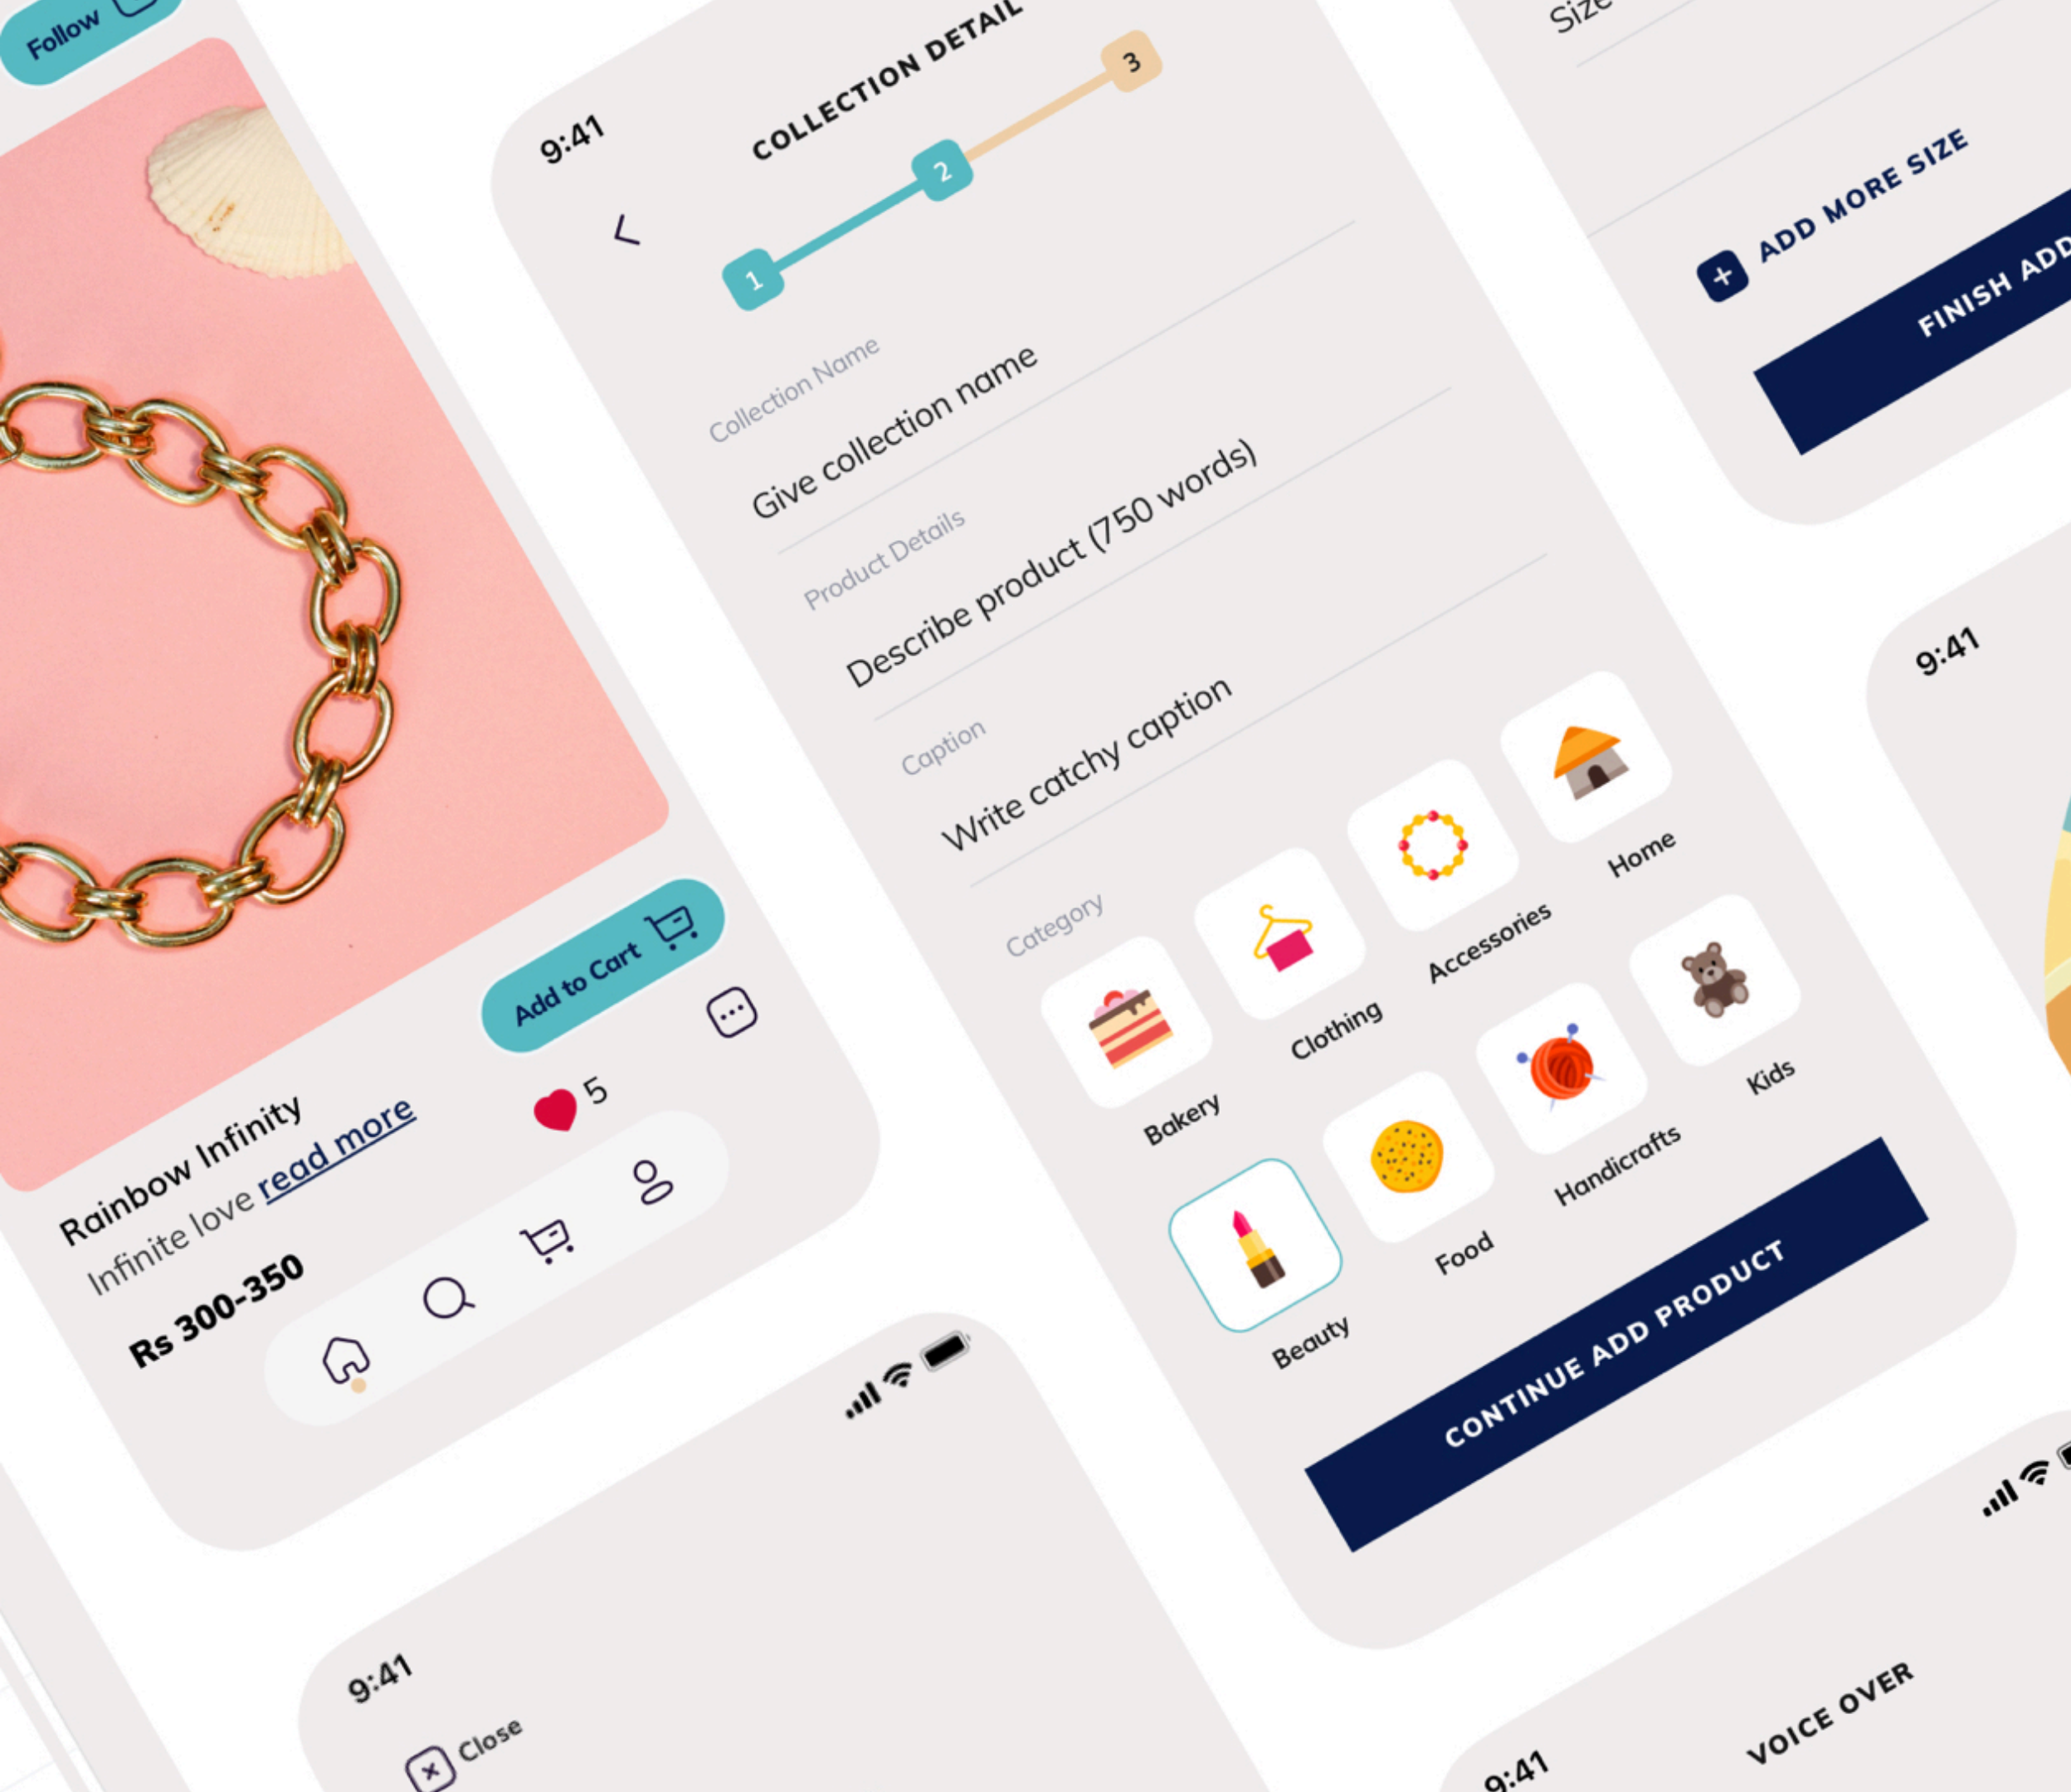 Follow
Add to Cart
5
Rainbow Infinity
Infinite love read more
Rs 300-350
9:41
COLLECTION DETAIL
1
2
3
Collection Name
Give collection name
Product Details
Describe product (750 words)
Caption
Write catchy caption
Category
Bakery
Clothing
Accessories
Home
Beauty
Food
Handicrafts
Kids
CONTINUE ADD PRODUCT
Size
ADD MORE SIZE
FINISH ADD
9:41
9:41
Close
9:41
VOICE OVER